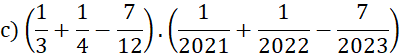 c) (1/3 + 1/4 − 7/12) . (1/2021 + 1/2022 − 7/2023)